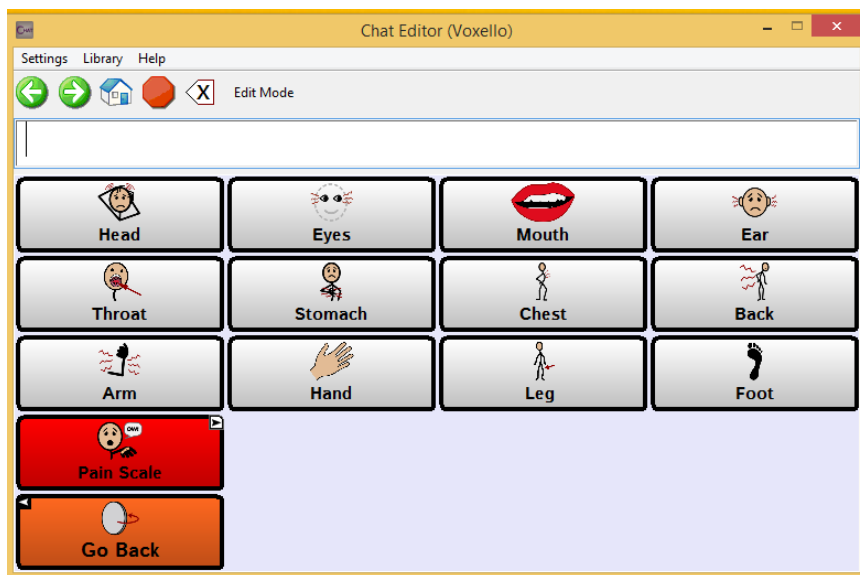 Chat Editor (Voxello)
Settings Library Help
X Edit Mode
Head Eyes Mouth Ear
Throat Stomach Chest Back
Arm Hand Leg Foot
OW!
Pain Scale
Go Back